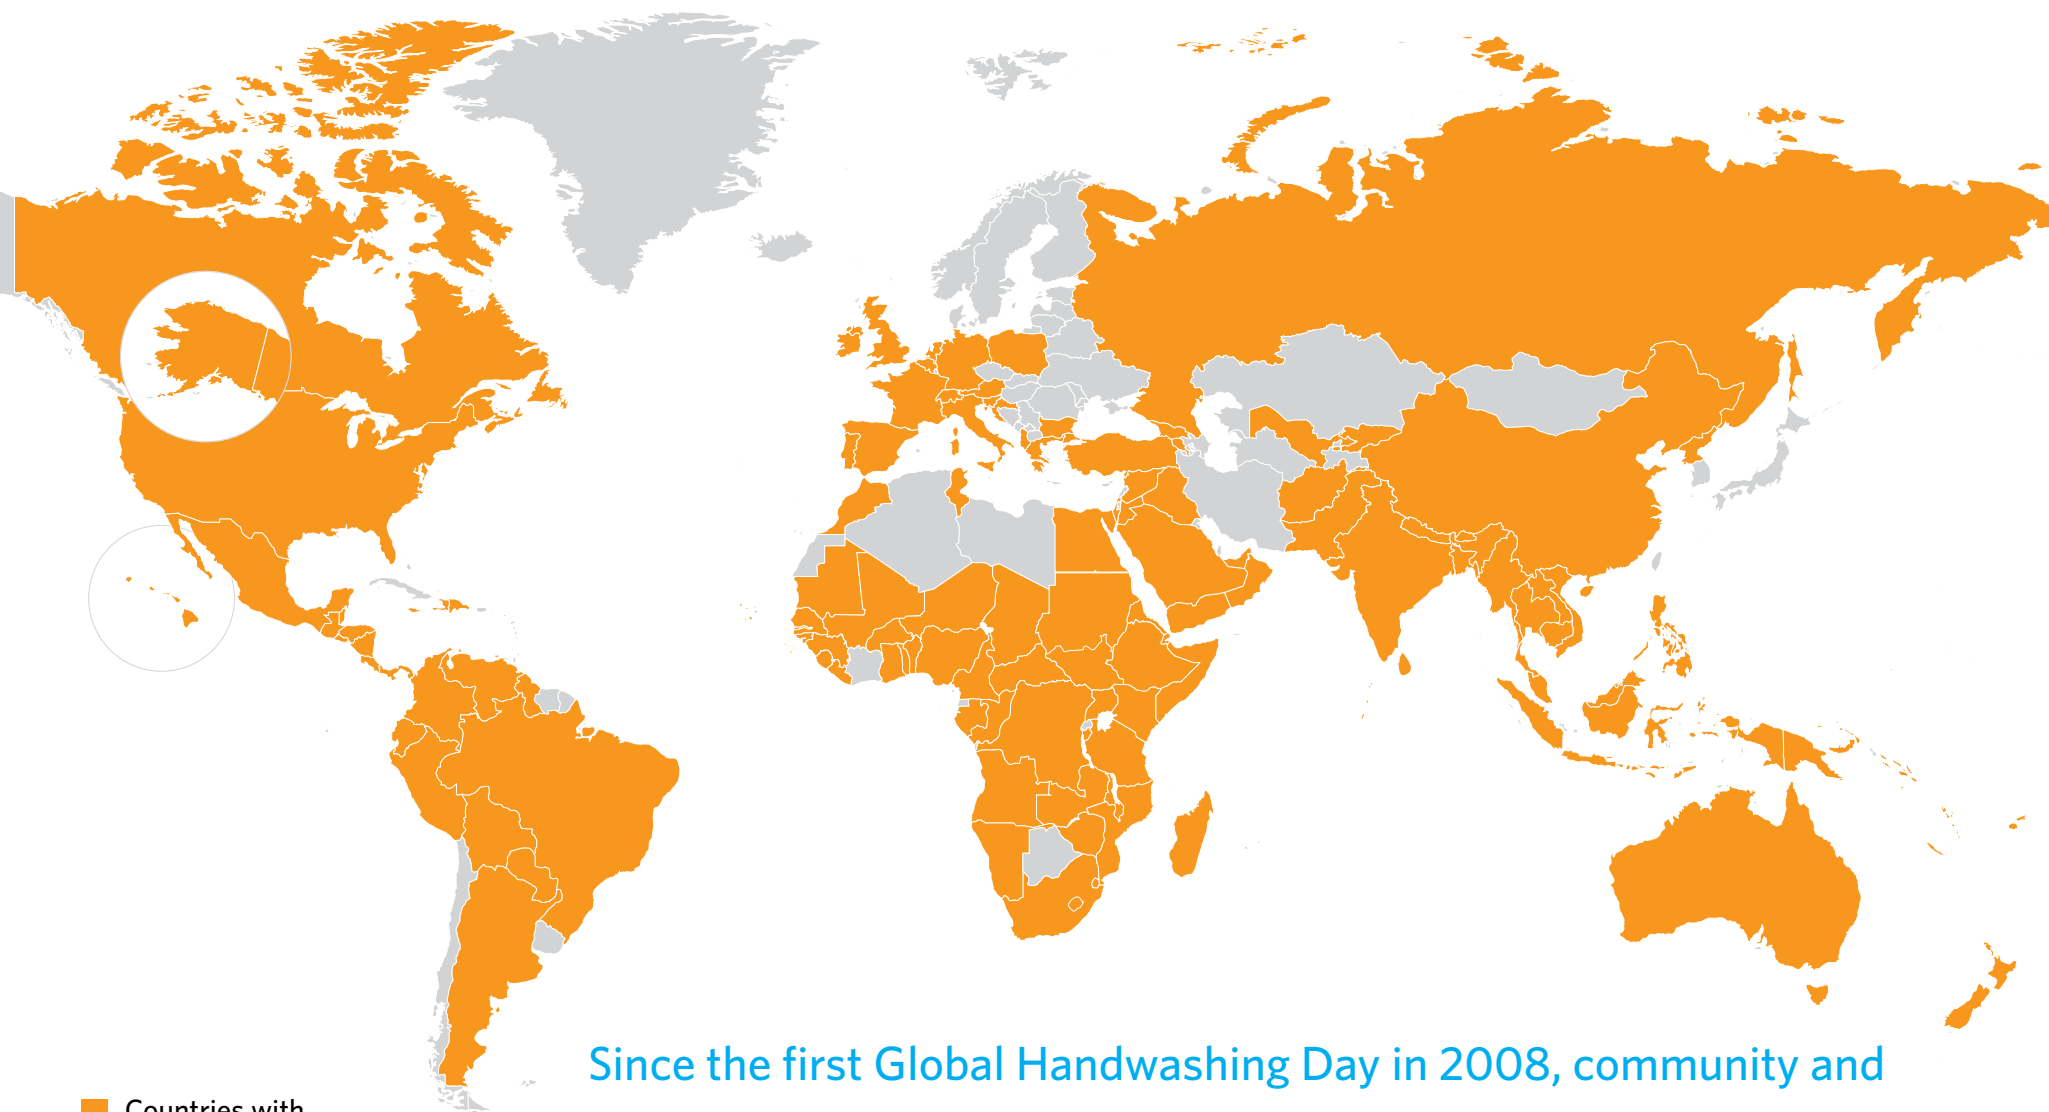 Since the first Global Handwashing Day in 2008, community and
Countries with